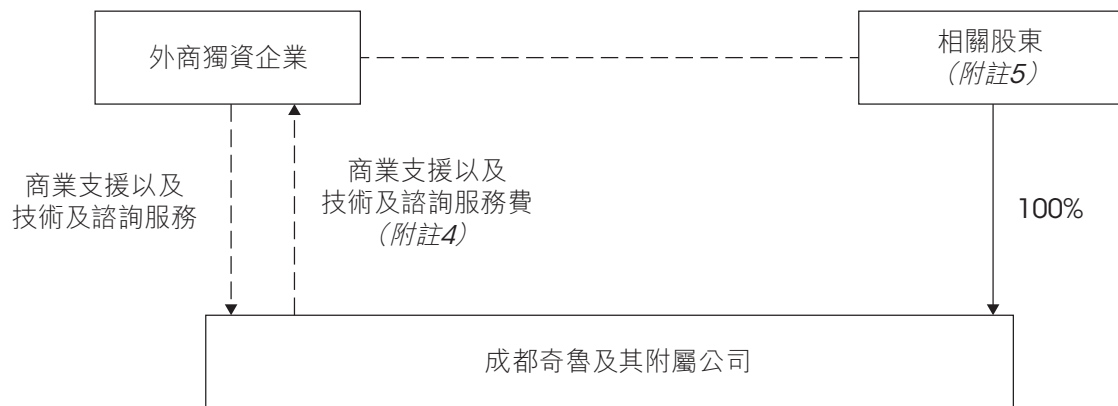 外商獨資企業
相關股東
（附註5）
商業支援以及
技術及諮詢服務
商業支援以及
技術及諮詢服務費
（附註4）
100%
成都奇魯及其附屬公司